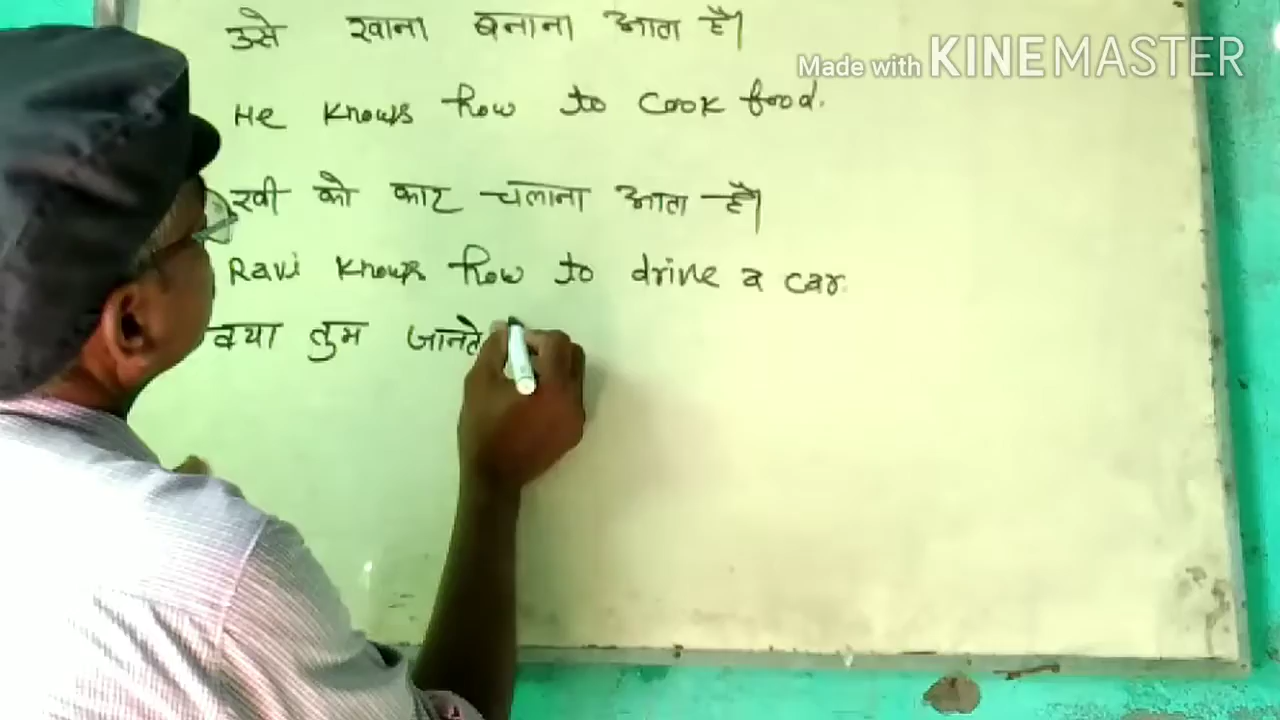 उसे खाना बनाना आता है।
Made with KINEMASTER
He knows how to cook food.
रवी को कार चलाना आता है।
Ravi knows how to drive a car.
क्या तुम जानते